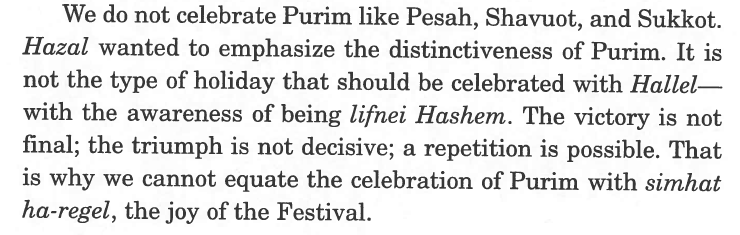 We do not celebrate Purim like Pesah, Shavuot, and Sukkot.
Hazal wanted to emphasize the distinctiveness of Purim. It is
not the type of holiday that should be celebrated with Hallel—
with the awareness of being lifnei Hashem. The victory is not
final; the triumph is not decisive; a repetition is possible. That
is why we cannot equate the celebration of Purim with simhat
ha-regel, the joy of the Festival.